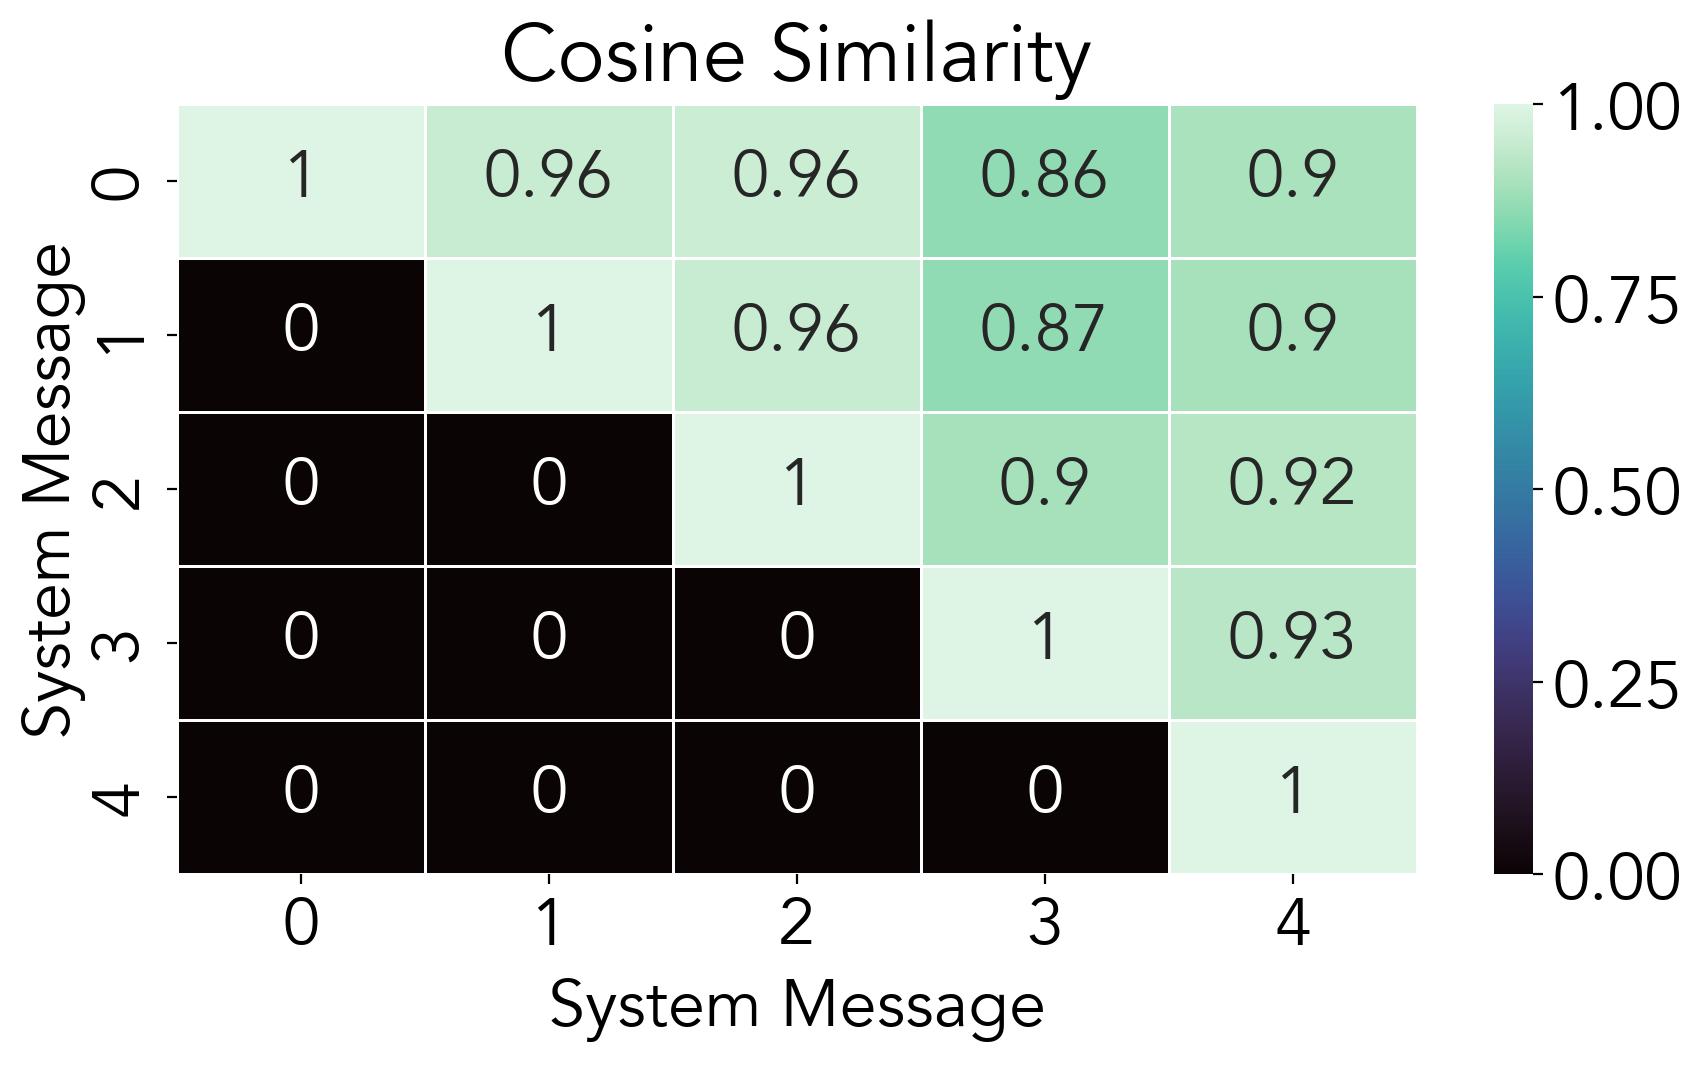 Cosine Similarity
System Message
0 1 0.96 0.96 0.86 0.9
1 0 1 0.96 0.87 0.9
2 0 0 1 0.9 0.92
3 0 0 0 1 0.93
4 0 0 0 0 1
0 1 2 3 4
System Message
1.00
0.75
0.50
0.25
0.00